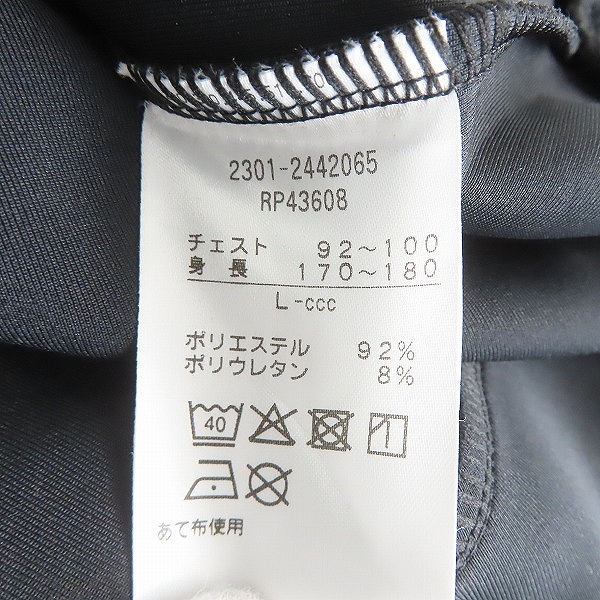 2301-2442065
RP43608
チェスト 92〜100
身長 170〜180
L-ccc
ポリエステル 92%
ポリウレタン 8%
40
あて布使用